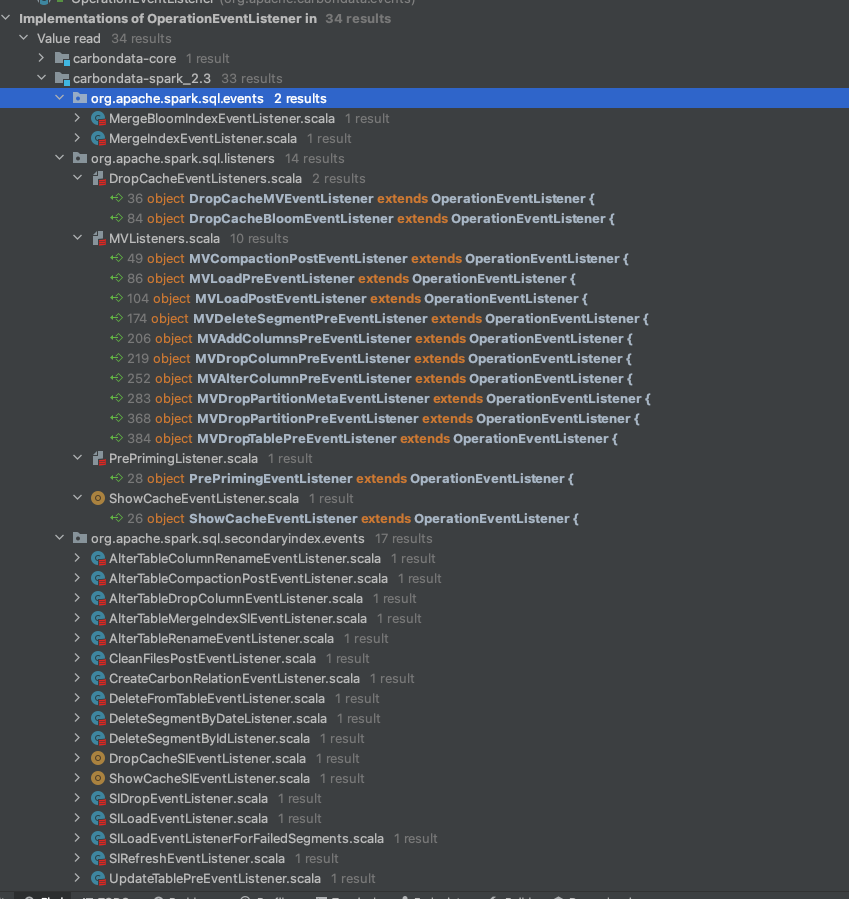 OperationEventListener (org.apache.carbondata.events)
Implementations of OperationEventListener in 34 results
Value read 34 results
carbondata-core 1 result
carbondata-spark_2.3 33 results
org.apache.spark.sql.events 2 results
MergeBloomIndexEventListener.scala 1 result
MergeIndexEventListener.scala 1 result
org.apache.spark.sql.listeners 14 results
DropCacheEventListeners.scala 2 results
36 object DropCacheMVEventListener extends OperationEventListener {
84 object DropCacheBloomEventListener extends OperationEventListener {
MVListeners.scala 10 results
49 object MVCompactionPostEventListener extends OperationEventListener {
86 object MVLoadPreEventListener extends OperationEventListener {
104 object MVLoadPostEventListener extends OperationEventListener {
174 object MVDeleteSegmentPreEventListener extends OperationEventListener {
206 object MVAddColumnsPreEventListener extends OperationEventListener {
219 object MVDropColumnPreEventListener extends OperationEventListener {
252 object MVAlterColumnPreEventListener extends OperationEventListener {
283 object MVDropPartitionMetaEventListener extends OperationEventListener {
368 object MVDropPartitionPreEventListener extends OperationEventListener {
384 object MVDropTablePreEventListener extends OperationEventListener {
PrePrimingListener.scala 1 result
28 object PrePrimingEventListener extends OperationEventListener {
ShowCacheEventListener.scala 1 result
26 object ShowCacheEventListener extends OperationEventListener {
org.apache.spark.sql.secondaryindex.events 17 results
AlterTableColumnRenameEventListener.scala 1 result
AlterTableCompactionPostEventListener.scala 1 result
AlterTableDropColumnEventListener.scala 1 result
AlterTableMergeIndexSIEventListener.scala 1 result
AlterTableRenameEventListener.scala 1 result
CleanFilesPostEventListener.scala 1 result
CreateCarbonRelationEventListener.scala 1 result
DeleteFromTableEventListener.scala 1 result
DeleteSegmentByDateListener.scala 1 result
DeleteSegmentByIdListener.scala 1 result
DropCacheSIEventListener.scala 1 result
ShowCacheSIEventListener.scala 1 result
SIDropEventListener.scala 1 result
SILoadEventListener.scala 1 result
SILoadEventListenerForFailedSegments.scala 1 result
SIRefreshEventListener.scala 1 result
UpdateTablePreEventListener.scala 1 result